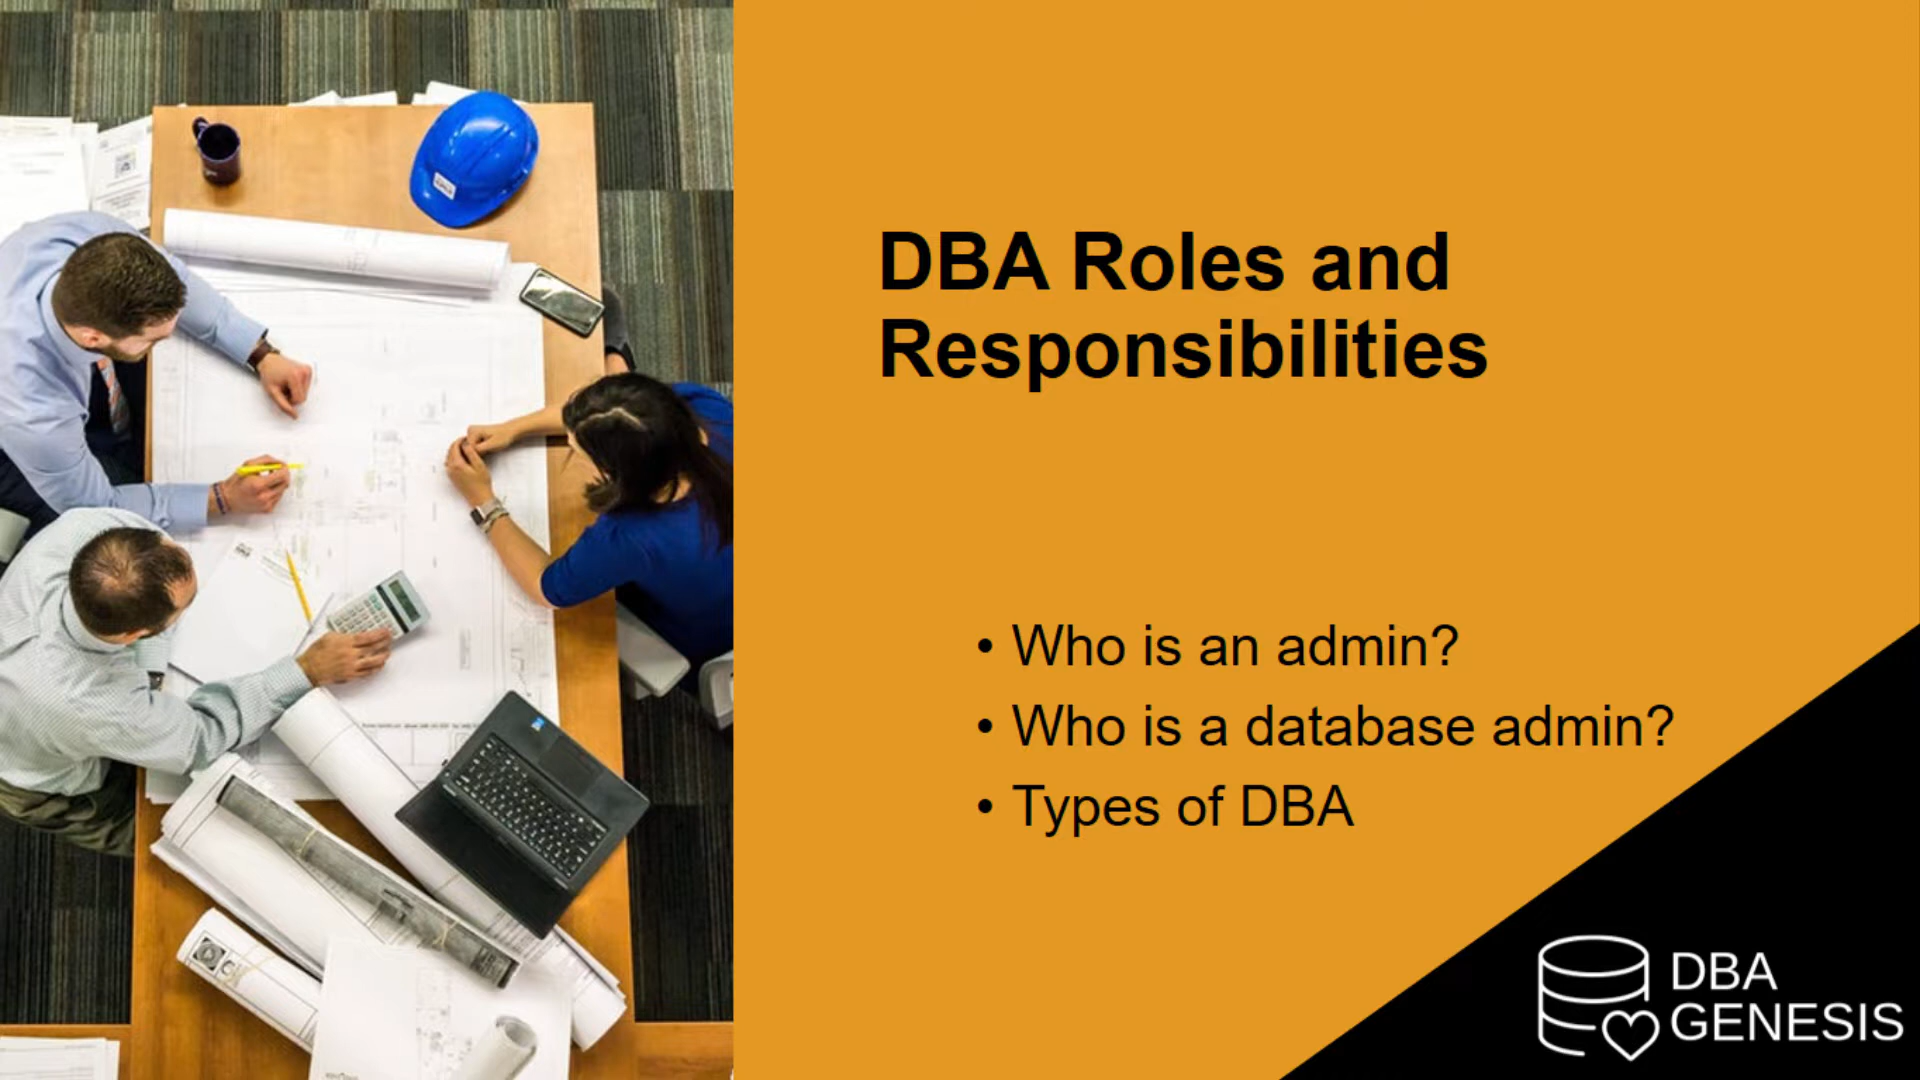 DBA Roles and
Responsibilities
• Who is an admin?
• Who is a database admin?
• Types of DBA
DBA
GENESIS